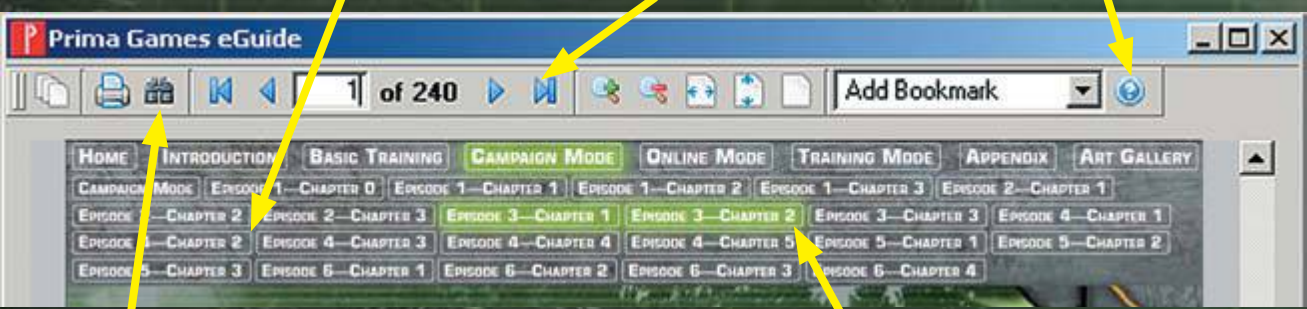 Prima Games eGuide
1 of 240 Add Bookmark
HOME INTRODUCTION BASIC TRAINING CAMPAIGN MODE ONLINE MODE TRAINING MODE APPENDIX ART GALLERY
CAMPAIGN MODE EPISODE 1—CHAPTER 0 EPISODE 1—CHAPTER 1 EPISODE 1—CHAPTER 2 EPISODE 1—CHAPTER 3 EPISODE 2—CHAPTER 1
EPISODE 2—CHAPTER 2 EPISODE 2—CHAPTER 3 EPISODE 3—CHAPTER 1 EPISODE 3—CHAPTER 2 EPISODE 3—CHAPTER 3 EPISODE 4—CHAPTER 1
EPISODE 4—CHAPTER 2 EPISODE 4—CHAPTER 3 EPISODE 4—CHAPTER 4 EPISODE 4—CHAPTER 5 EPISODE 5—CHAPTER 1 EPISODE 5—CHAPTER 2
EPISODE 5—CHAPTER 3 EPISODE 6—CHAPTER 1 EPISODE 6—CHAPTER 2 EPISODE 6—CHAPTER 3 EPISODE 6—CHAPTER 4